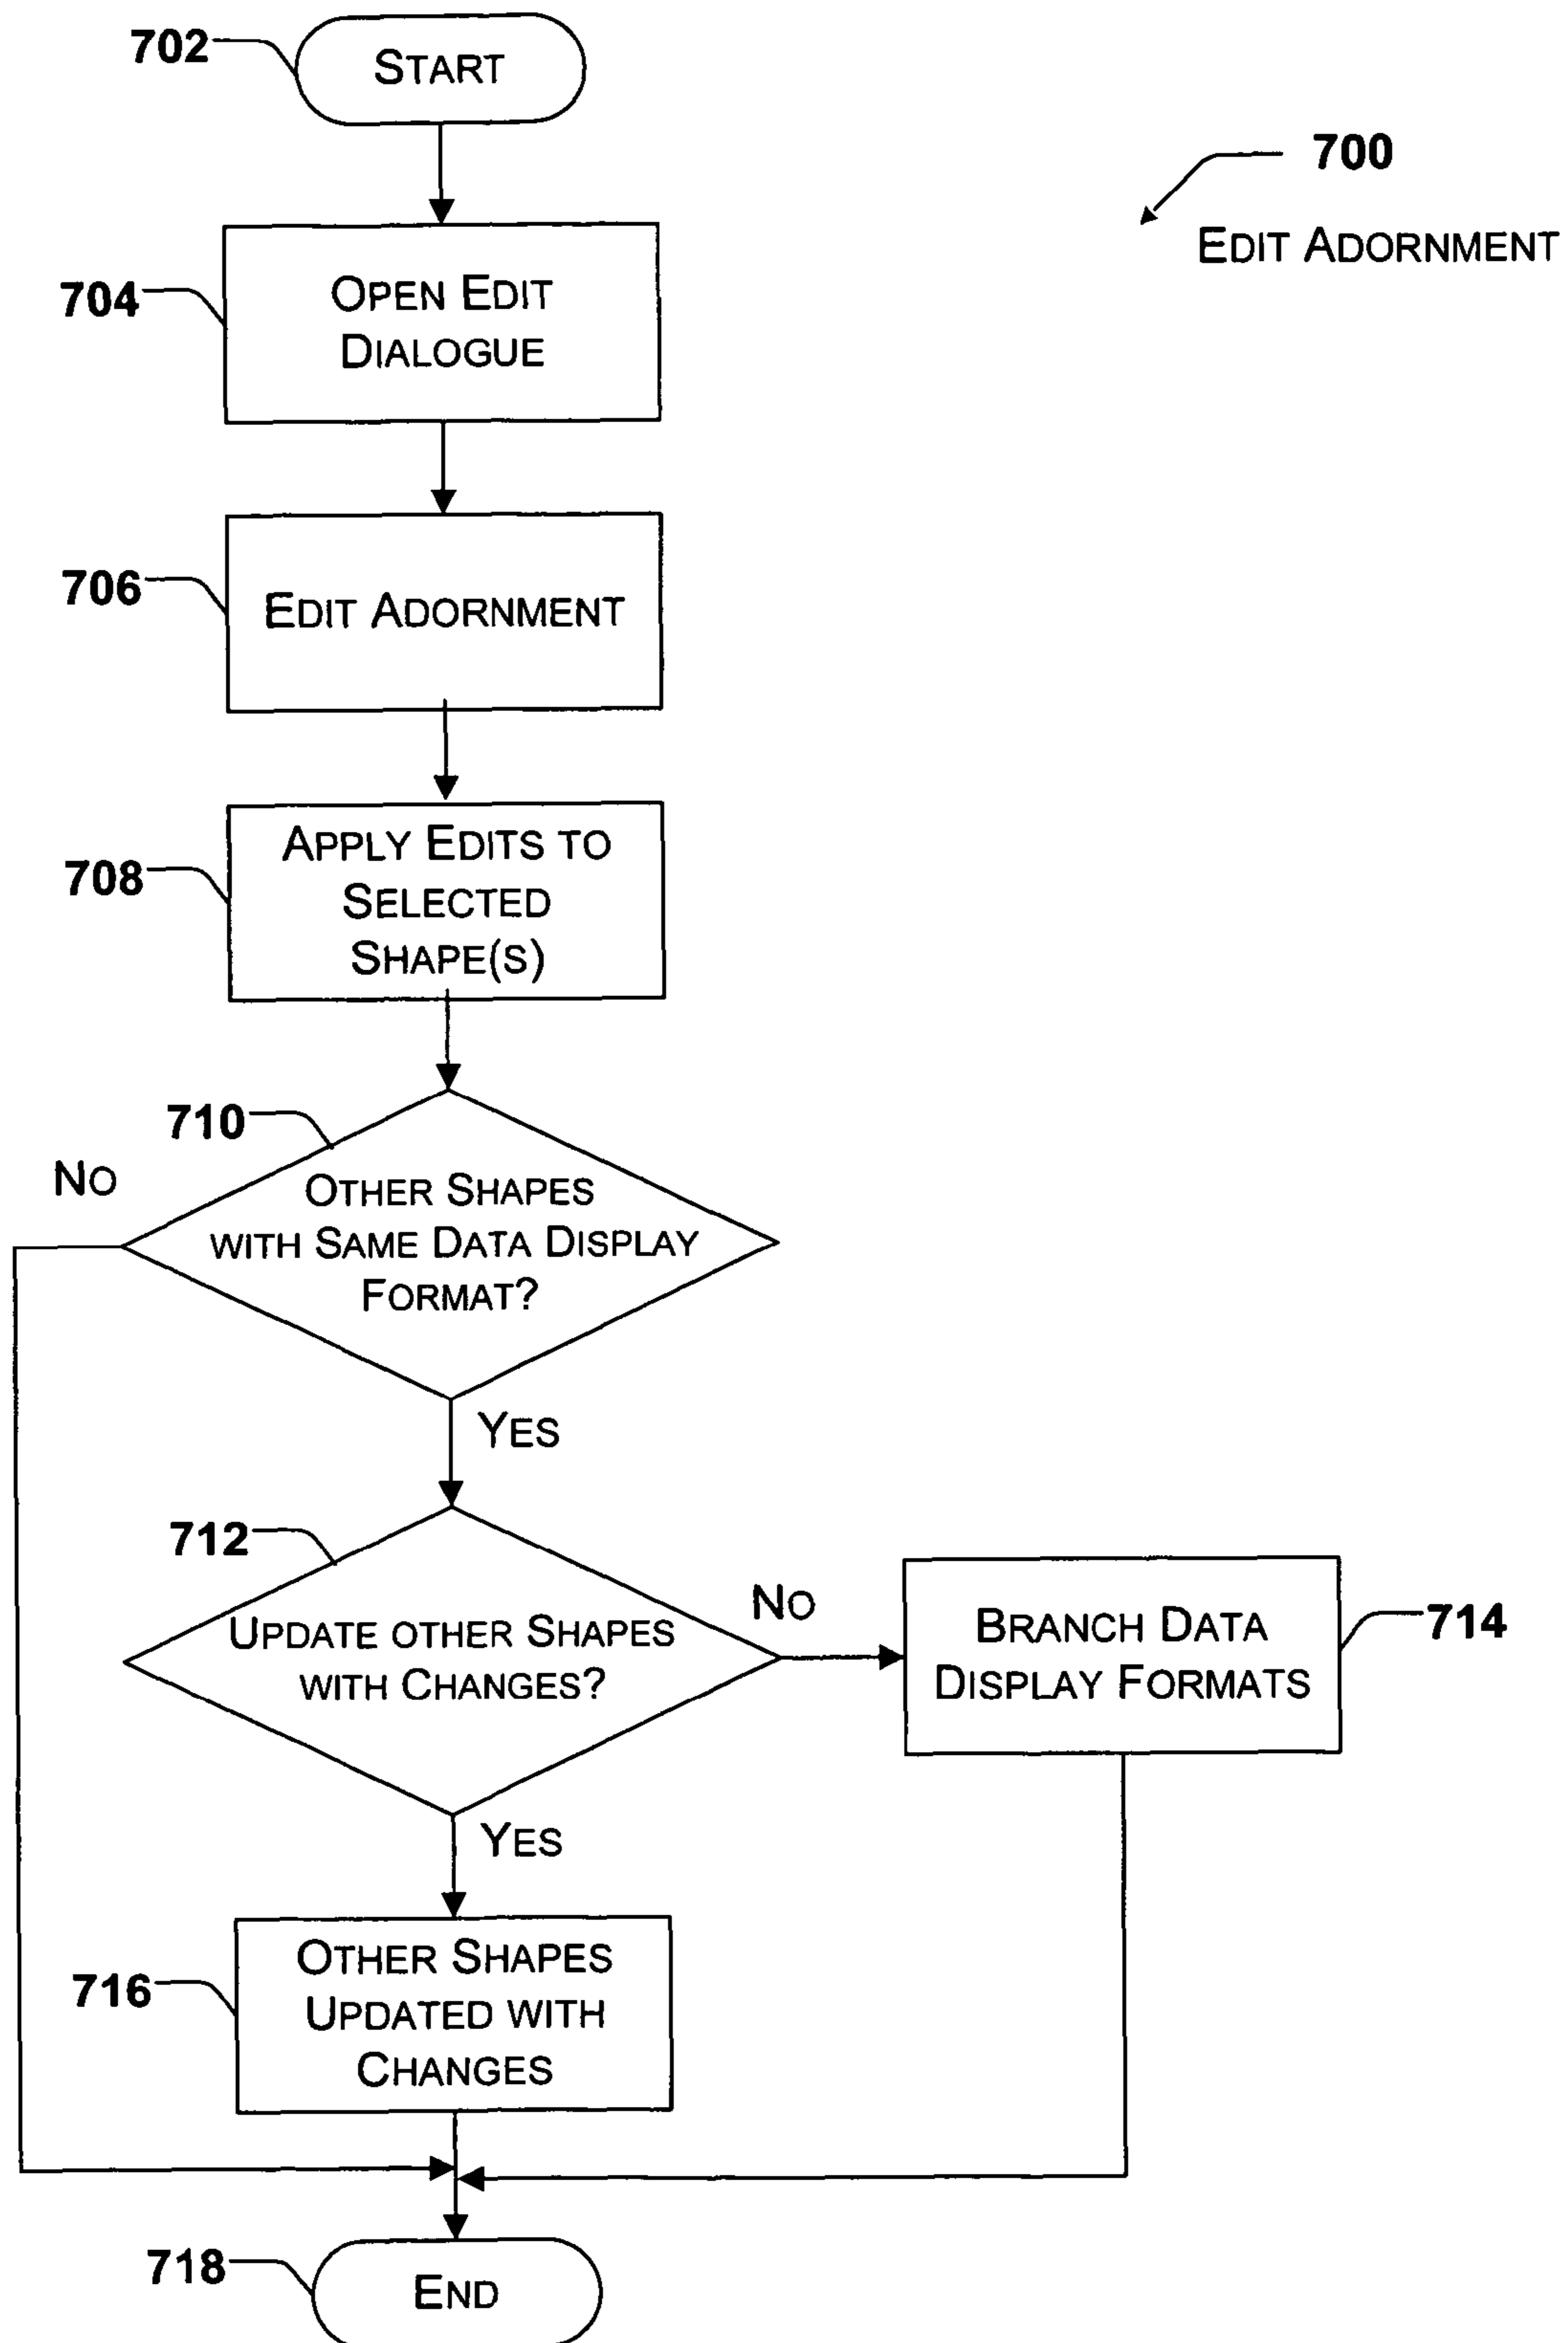 702
START
700
EDIT ADORNMENT
704
OPEN EDIT
DIALOGUE
706
EDIT ADORNMENT
708
APPLY EDITS TO
SELECTED
SHAPE(S)
710
NO
OTHER SHAPES
WITH SAME DATA DISPLAY
FORMAT?
YES
712
UPDATE OTHER SHAPES
WITH CHANGES?
NO
BRANCH DATA
DISPLAY FORMATS
714
YES
716
OTHER SHAPES
UPDATED WITH
CHANGES
718
END